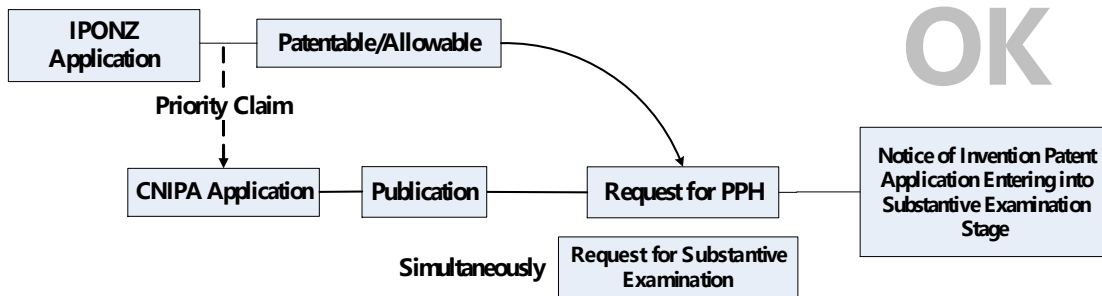 IPONZ
Application
Patentable/Allowable
OK
Priority Claim
CNIPA Application
Publication
Request for PPH
Notice of Invention Patent
Application Entering into
Substantive Examination
Stage
Simultaneously
Request for Substantive
Examination